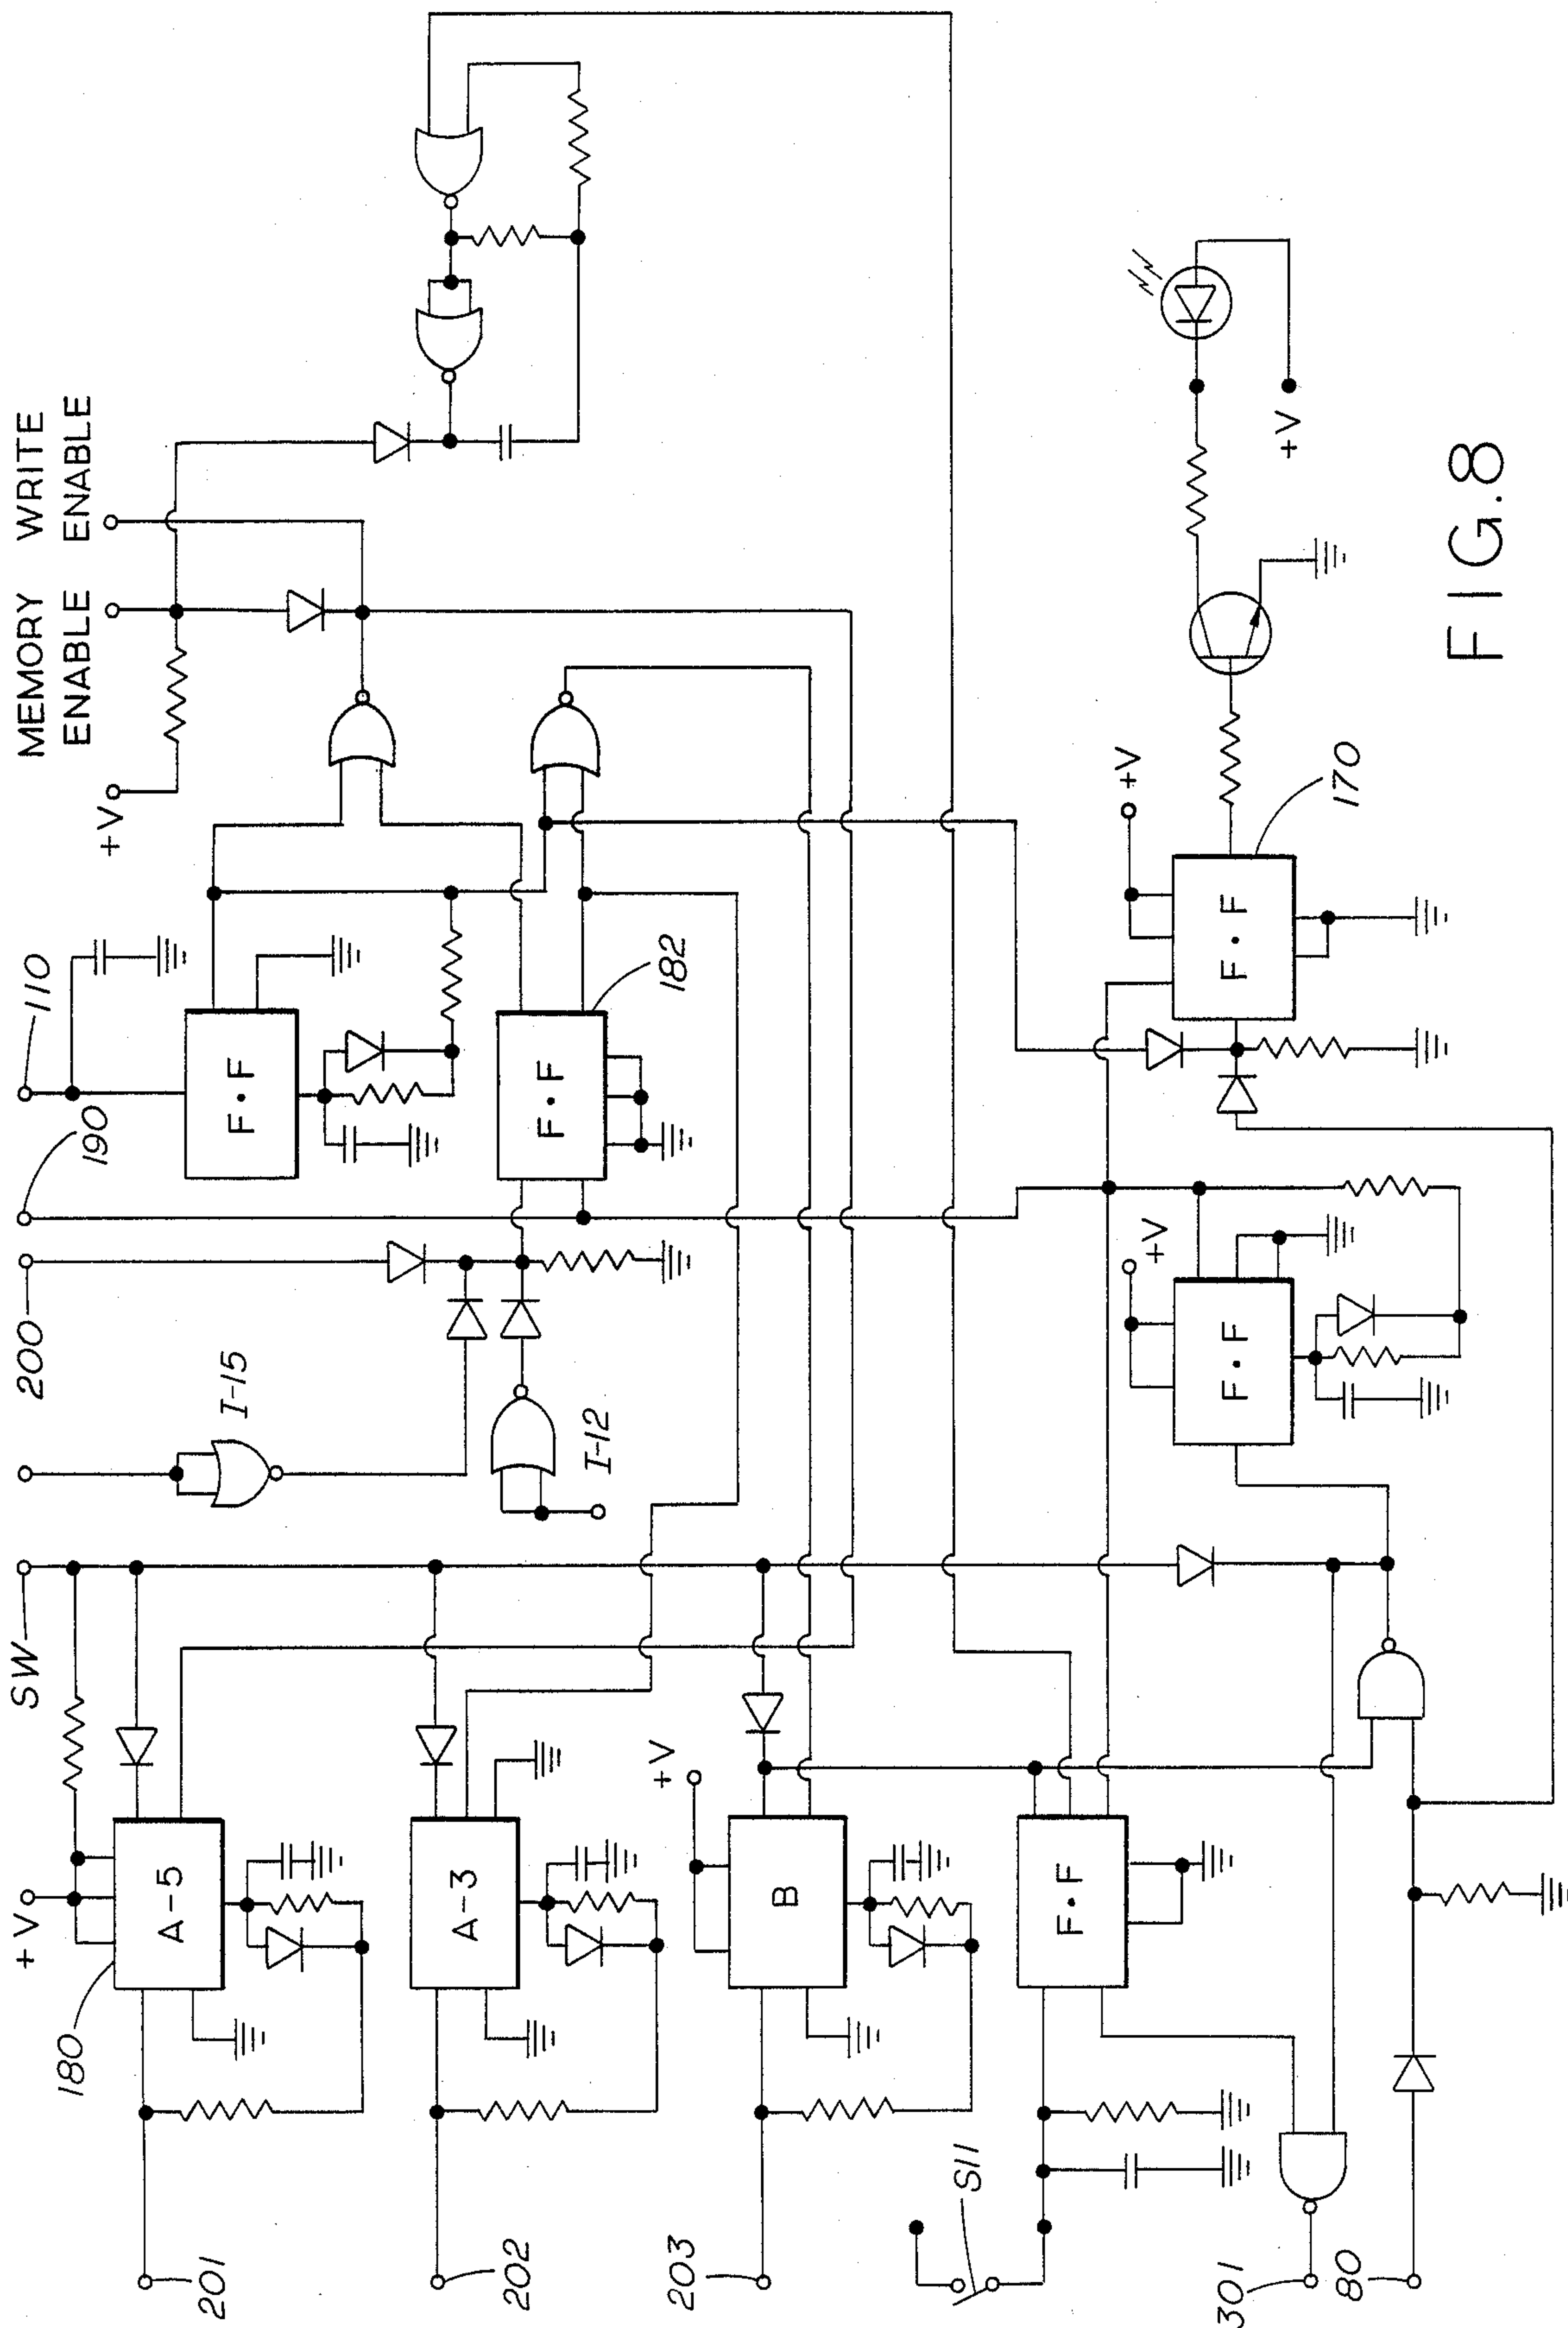 MEMORY ENABLE
WRITE ENABLE
+V
110
190
200
I-15
I-12
SW
+V
A-5
180
201
A-3
202
+V
B
203
F·F
F·F
182
F·F
S11
301
80
+V
F·F
+V
F·F
170
+V
FIG.8